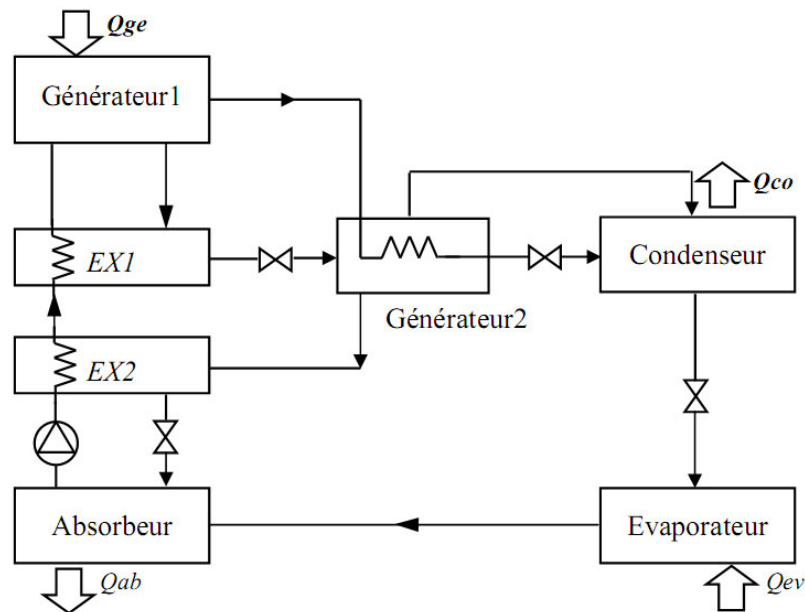 Qge
Générateur1
Qco
EX1
Condenseur
Générateur2
EX2
Absorbeur
Evaporateur
Qab
Qev